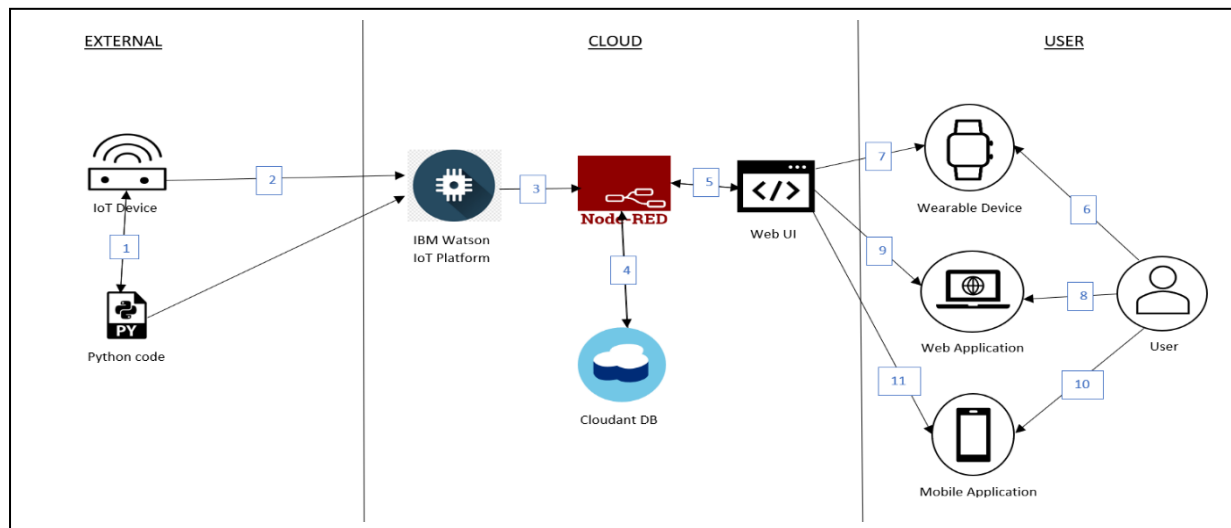 EXTERNAL
CLOUD
USER
IoT Device
Python code
PY
1
2
IBM Watson
IoT Platform
3
Node-RED
4
Cloudant DB
5
</>
Web UI
7
9
11
Wearable Device
6
Web Application
8
User
10
Mobile Application